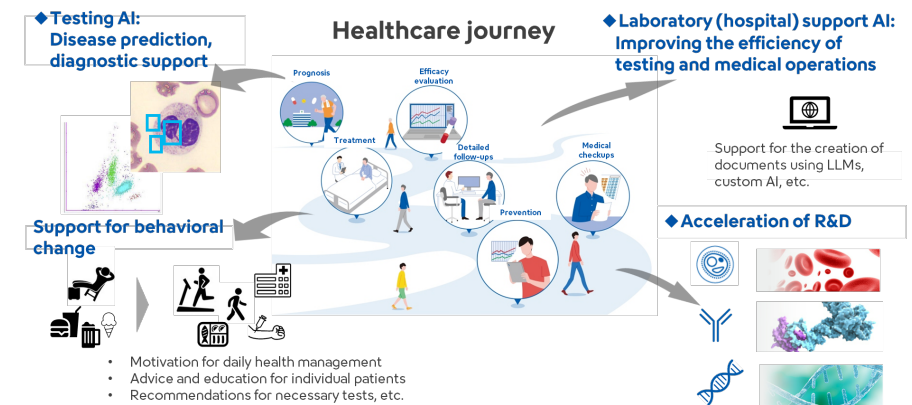 Healthcare journey
◆Testing AI:
Disease prediction,
diagnostic support
◆Laboratory (hospital) support AI:
Improving the efficiency of
testing and medical operations
Prognosis
Efficacy
evaluation
Treatment
Detailed
follow-ups
Medical
checkups
Prevention
Support for the creation of
documents using LLMs,
custom AI, etc.
Support for behavioral
change
◆Acceleration of R&D
• Motivation for daily health management
• Advice and education for individual patients
• Recommendations for necessary tests, etc.